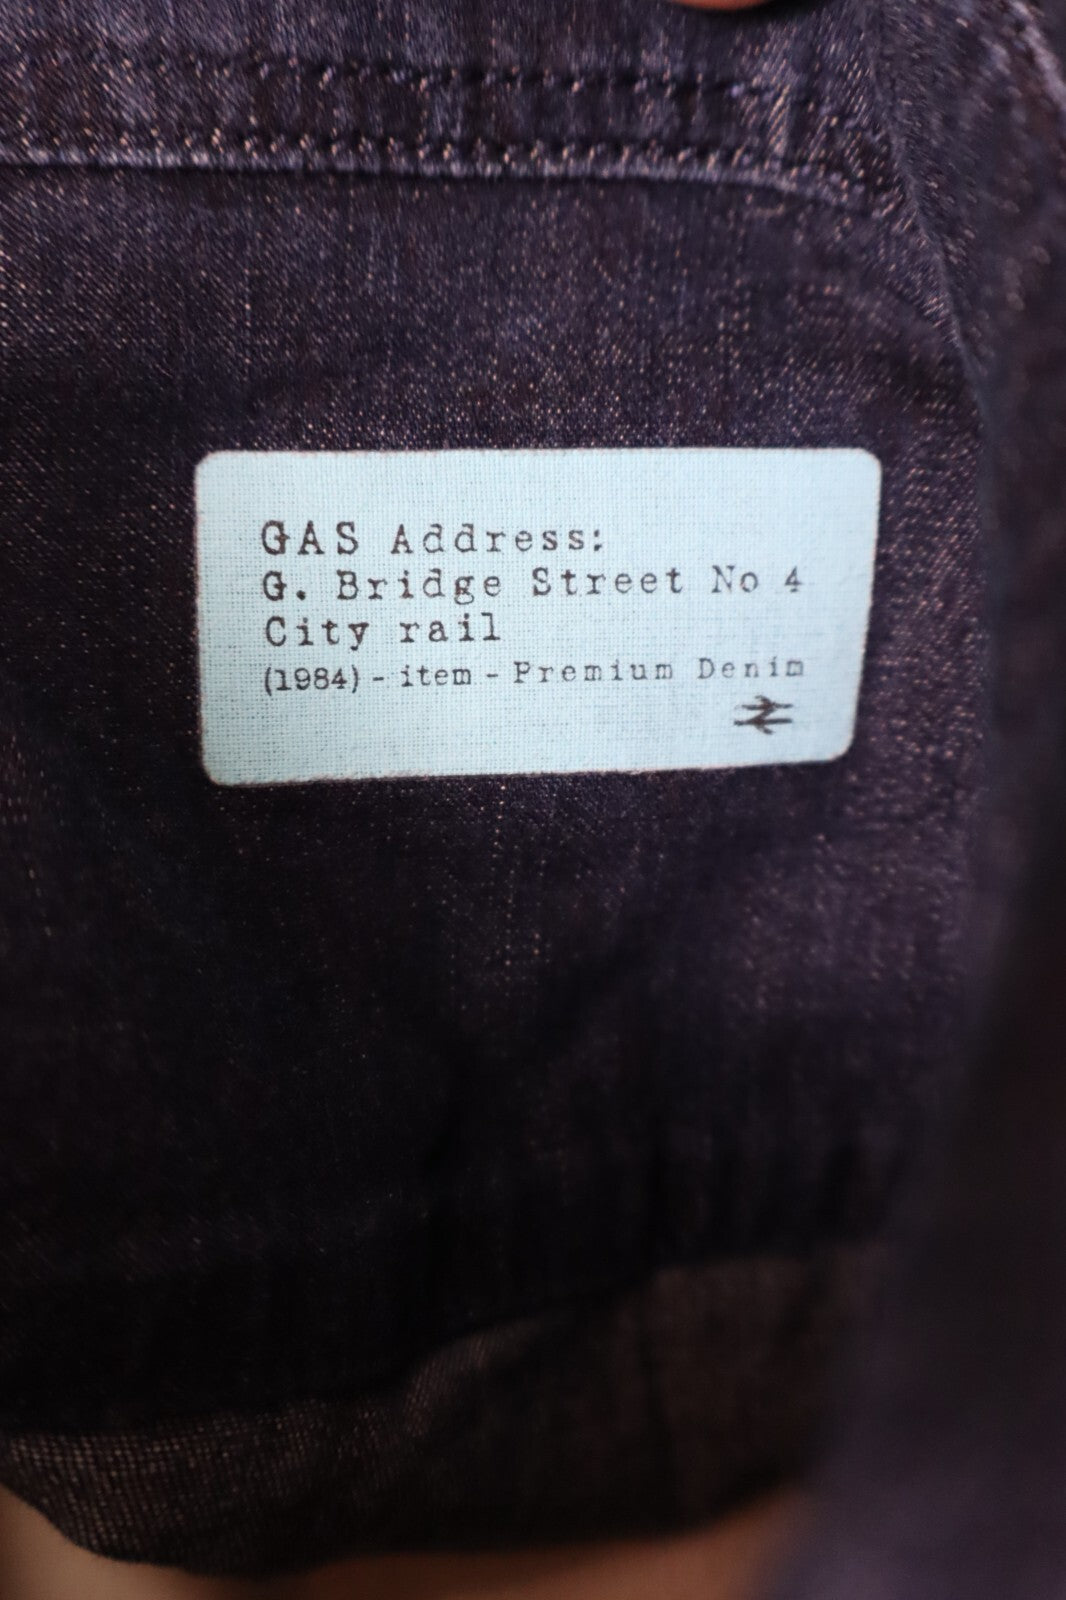 GAS Address:
G. Bridge Street No 4
City rail
(1984) - item - Premium Denim